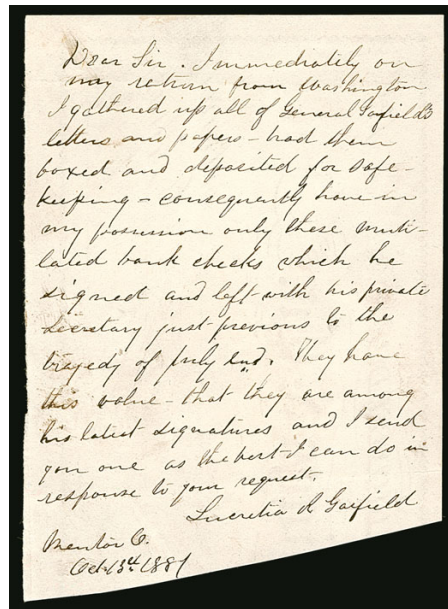 Dear Sir. Immediately on
my return from Washington
I gathered up all of General Garfield's
letters and papers - had them
boxed and deposited for safe-
keeping - consequently have in
my possession only these muti-
lated bank checks which he
signed and left with his private
secretary just previous to the
tragedy of July 2nd. They have
this value - that they are among
his latest signatures and I send
you one as the best I can do in
response to your request.
Lucretia R Garfield
Mentor O.
Oct. 13th 1881